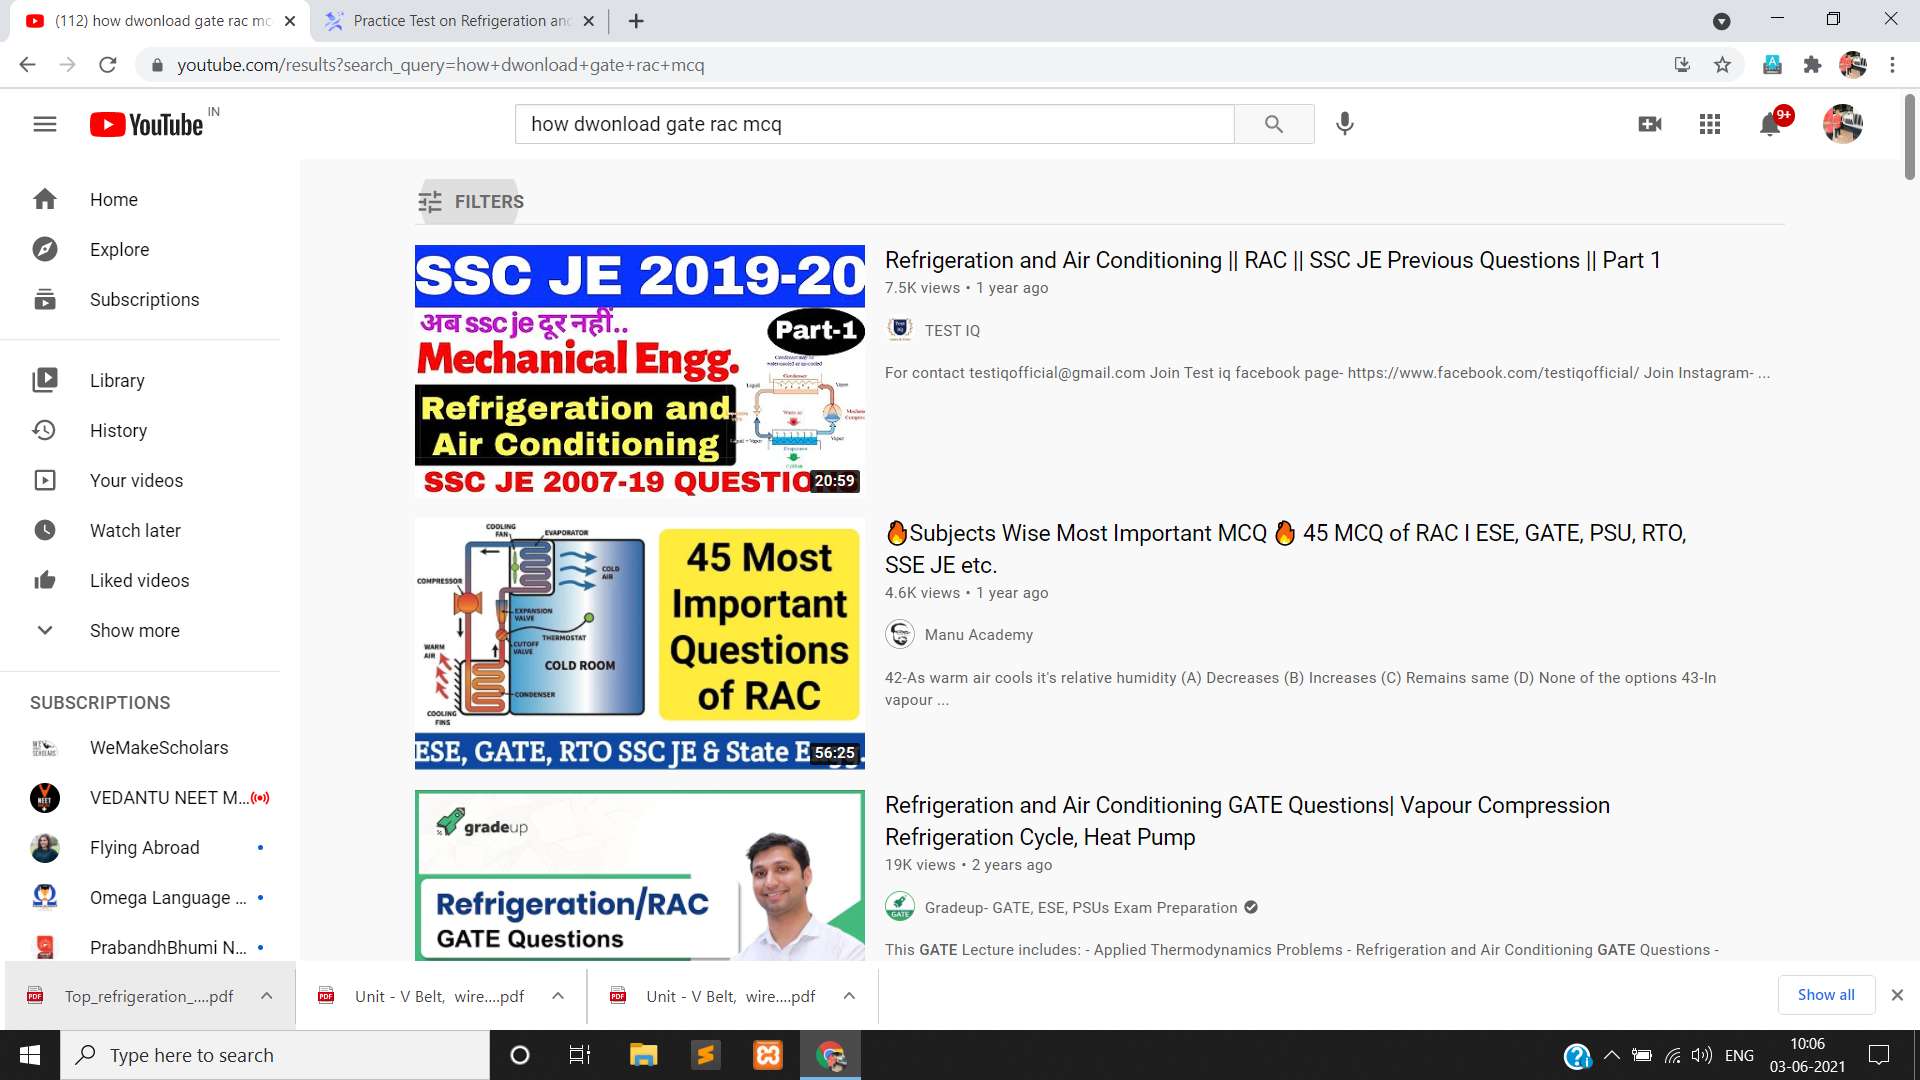 (112) how dwonload gate rac mc
Practice Test on Refrigeration and
youtube.com/results?search_query=how+dwonload+gate+rac+mcq
YouTube IN
how dwonload gate rac mcq
9+
Home
Explore
Subscriptions
Library
History
Your videos
Watch later
Liked videos
Show more
SUBSCRIPTIONS
WeMakeScholars
VEDANTU NEET M...
Flying Abroad
Omega Language ...
PrabandhBhumi N...
FILTERS
SSC JE 2019-20
अब ssc je दूर नहीं..
Part-1
Mechanical Engg.
Refrigeration and
Air Conditioning
SSC JE 2007-19 QUESTIO
20:59
Refrigeration and Air Conditioning || RAC || SSC JE Previous Questions || Part 1
7.5K views • 1 year ago
TEST IQ
For contact testiqofficial@gmail.com Join Test iq facebook page- https://www.facebook.com/testiqofficial/ Join Instagram- ...
COOLING
FAN
EVAPORATOR
COMPRESSOR
COLD
AIR
EXPANSION
VALVE
THERMOSTAT
CUTOFF
VALVE
WARM
AIR
COLD ROOM
CONDENSER
COOLING
FINS
45 Most
Important
Questions
of RAC
ESE, GATE, RTO SSC JE & State E
56:25
🔥Subjects Wise Most Important MCQ 🔥 45 MCQ of RAC I ESE, GATE, PSU, RTO,
SSE JE etc.
4.6K views • 1 year ago
Manu Academy
42-As warm air cools it's relative humidity (A) Decreases (B) Increases (C) Remains same (D) None of the options 43-In
vapour ...
gradeup
Refrigeration/RAC
GATE Questions
Refrigeration and Air Conditioning GATE Questions| Vapour Compression
Refrigeration Cycle, Heat Pump
19K views • 2 years ago
GATE
Gradeup- GATE, ESE, PSUs Exam Preparation
This GATE Lecture includes: - Applied Thermodynamics Problems - Refrigeration and Air Conditioning GATE Questions -
Top_refrigeration_....pdf
Unit - V Belt, wire....pdf
Unit - V Belt, wire....pdf
Show all
Type here to search
ENG
10:06
03-06-2021